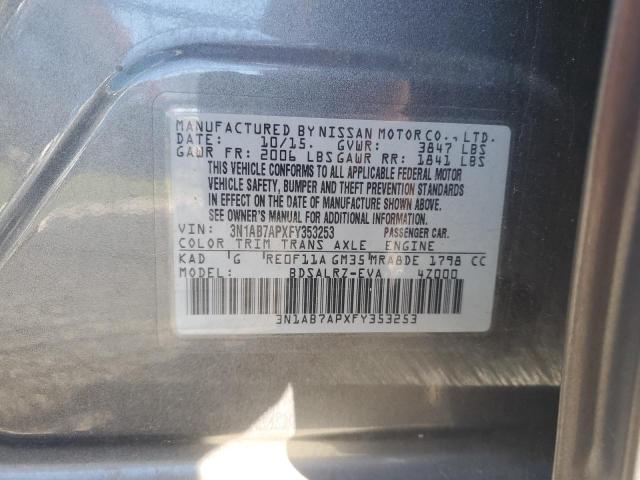 MANUFACTURED BY NISSAN MOTOR CO., LTD.
DATE: 10/15. GVWR: 3847 LBS
GAWR FR: 2006 LBS GAWR RR: 1841 LBS
THIS VEHICLE CONFORMS TO ALL APPLICABLE FEDERAL MOTOR
VEHICLE SAFETY, BUMPER AND THEFT PREVENTION STANDARDS
IN EFFECT ON THE DATE OF MANUFACTURE SHOWN ABOVE.
SEE OWNER'S MANUAL FOR ADDITIONAL INFORMATION.
VIN: 3N1AB7APXFY353253 PASSENGER CAR.
COLOR TRIM TRANS AXLE ENGINE
KAD G RE0F11A GM35 MRA8DE 1798 CC
MODEL: BDSALRZ-EVA 4Z000
3N1AB7APXFY353253